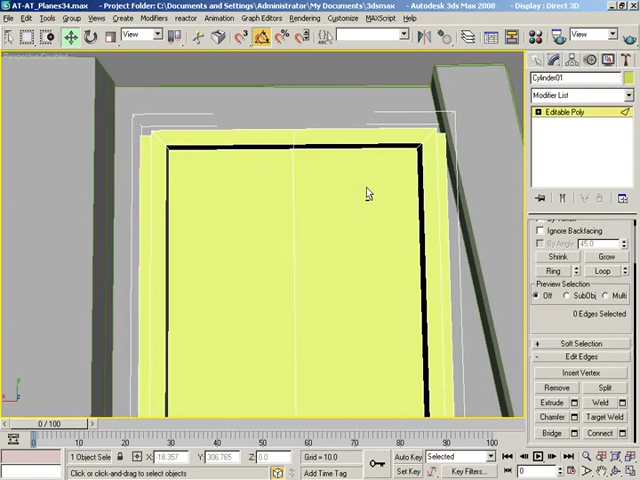 AT-AT_Planes34.max - Project Folder: C:\Documents and Settings\Administrator\My Documents\3dsmax - Autodesk 3ds Max 2008 - Display : Direct 3D
File Edit Tools Group Views Create Modifiers reactor Animation Graph Editors Rendering Customize MAXScript Help
View
View
Cylinder01
Modifier List
Editable Poly
Ignore Backfacing
By Angle: 45.0
Shrink Grow
Ring Loop
Preview Selection
Off SubObj Multi
0 Edges Selected
+ Soft Selection
- Edit Edges
Insert Vertex
Remove Split
Extrude Weld
Chamfer Target Weld
Bridge Connect
0 / 100
0 10 20 30 40 50 60 70 80 90 100
1 Object Sele X: -18.357 Y: 306.765 Z: 0.0 Grid = 10.0 Auto Key Selected
Click or click-and-drag to select objects Add Time Tag Set Key Key Filters... 0